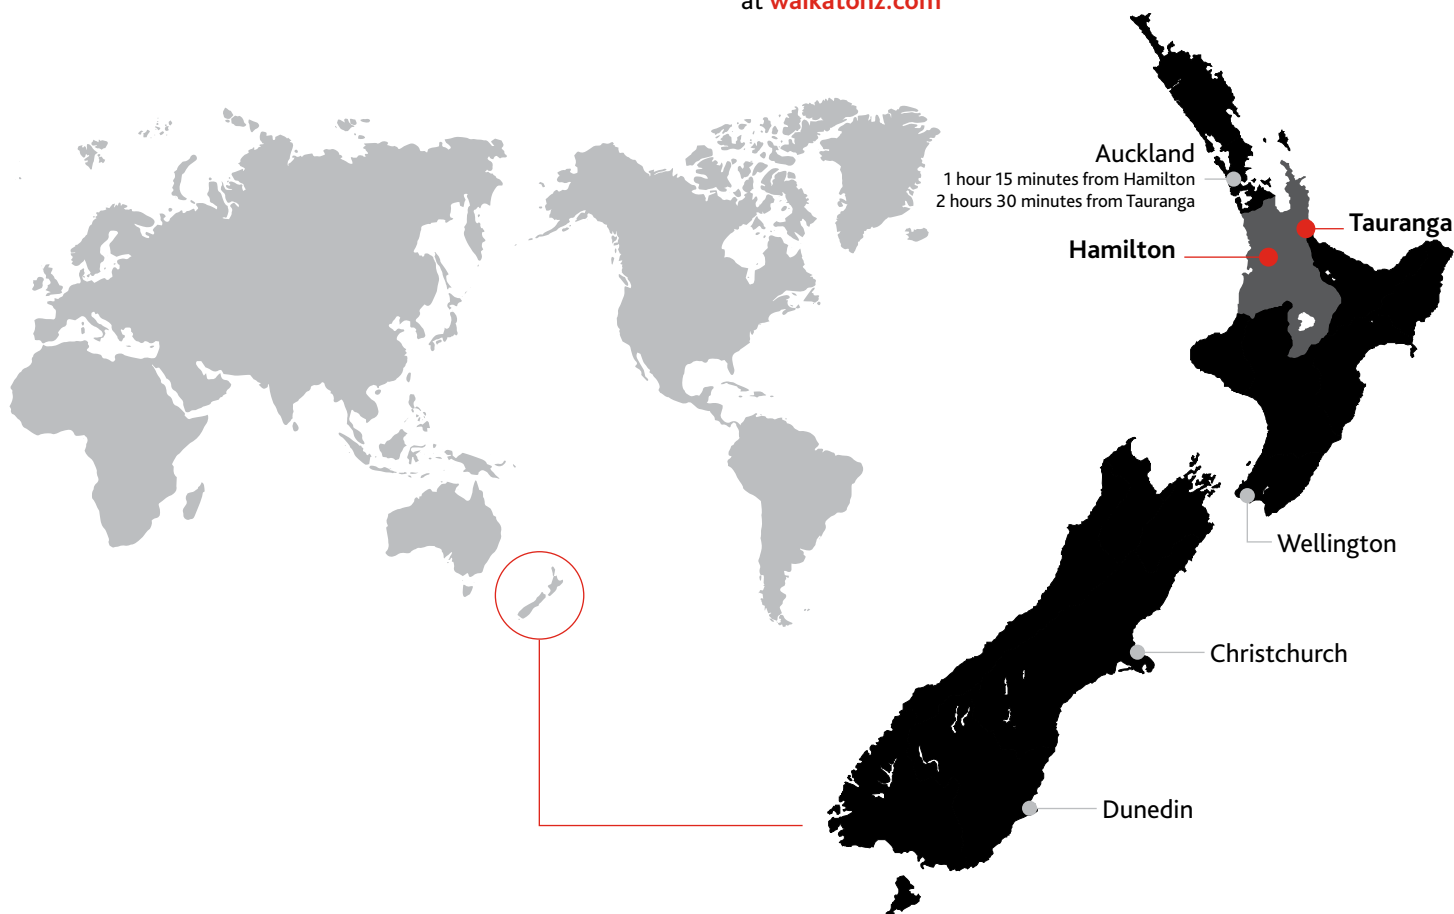 at waikatonz.com
Auckland
1 hour 15 minutes from Hamilton
2 hours 30 minutes from Tauranga
Tauranga
Hamilton
Wellington
Christchurch
Dunedin